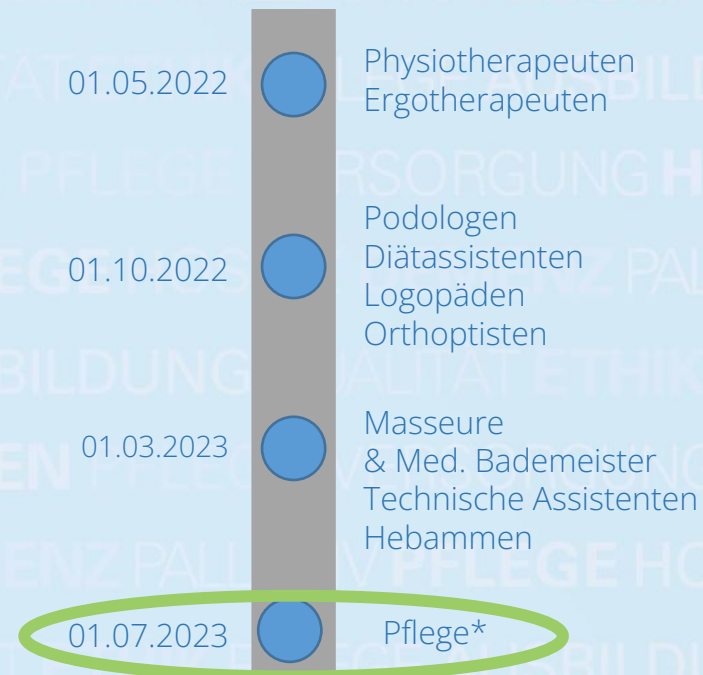 01.05.2022
Physiotherapeuten
Ergotherapeuten
01.10.2022
Podologen
Diätassistenten
Logopäden
Orthoptisten
01.03.2023
Masseure
& Med. Bademeister
Technische Assistenten
Hebammen
01.07.2023
Pflege*